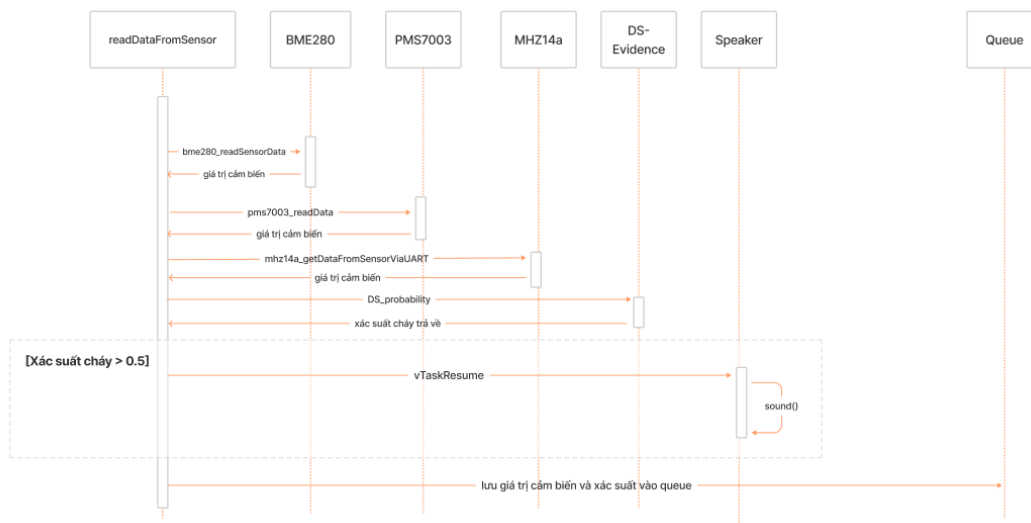 readDataFromSensor
BME280
PMS7003
MHZ14a
DS-
Evidence
Speaker
Queue
bme280_readSensorData
giá trị cảm biến
pms7003_readData
giá trị cảm biến
mhz14a_getDataFromSensorViaUART
giá trị cảm biến
DS_probability
xác suất cháy trả về
[Xác suất cháy > 0.5]
vTaskResume
sound()
lưu giá trị cảm biến và xác suất vào queue